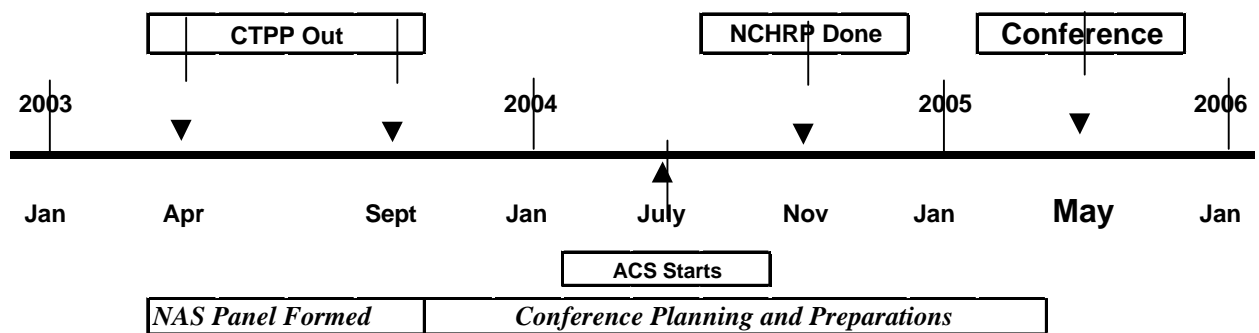 CTPP Out NCHRP Done Conference
2003 2004 2005 2006
Jan Apr Sept Jan July Nov Jan May Jan
ACS Starts
NAS Panel Formed Conference Planning and Preparations